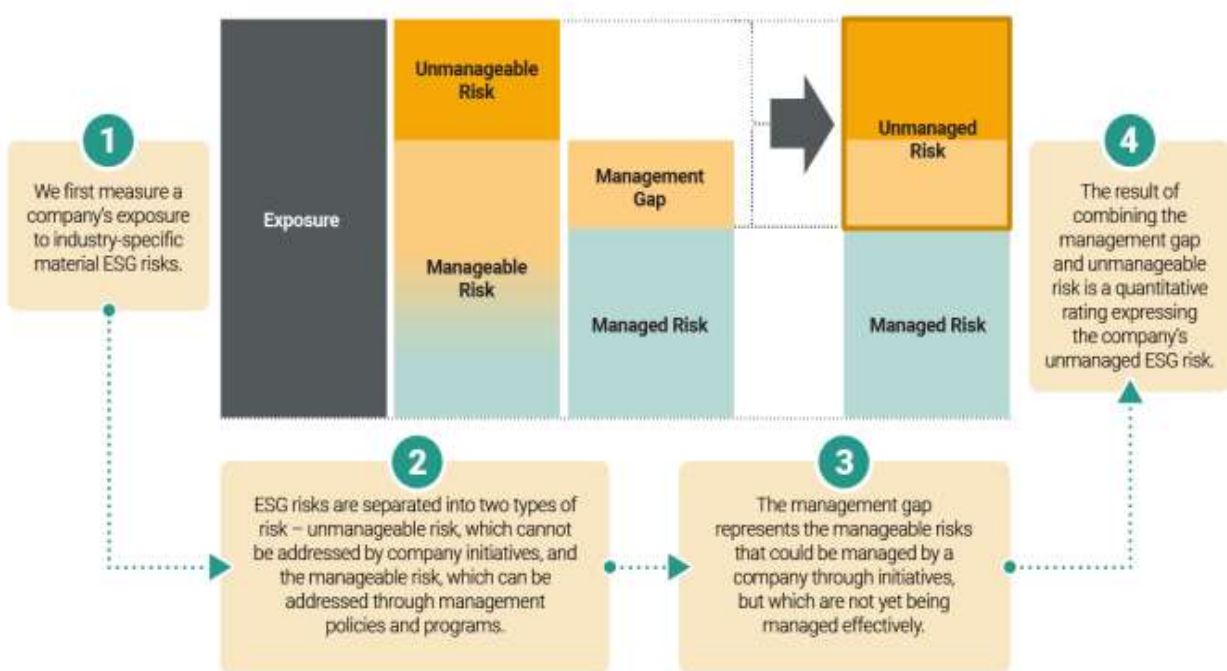 Unmanageable
Risk
Exposure
Manageable
Risk
Management
Gap
Managed Risk
Unmanaged
Risk
Managed Risk
1
We first measure a
company's exposure
to industry-specific
material ESG risks.
2
ESG risks are separated into two types of
risk – unmanageable risk, which cannot
be addressed by company initiatives, and
the manageable risk, which can be
addressed through management
policies and programs.
3
The management gap
represents the manageable risks
that could be managed by a
company through initiatives,
but which are not yet being
managed effectively.
4
The result of
combining the
management gap
and unmanageable
risk is a quantitative
rating expressing
the company's
unmanaged ESG risk.